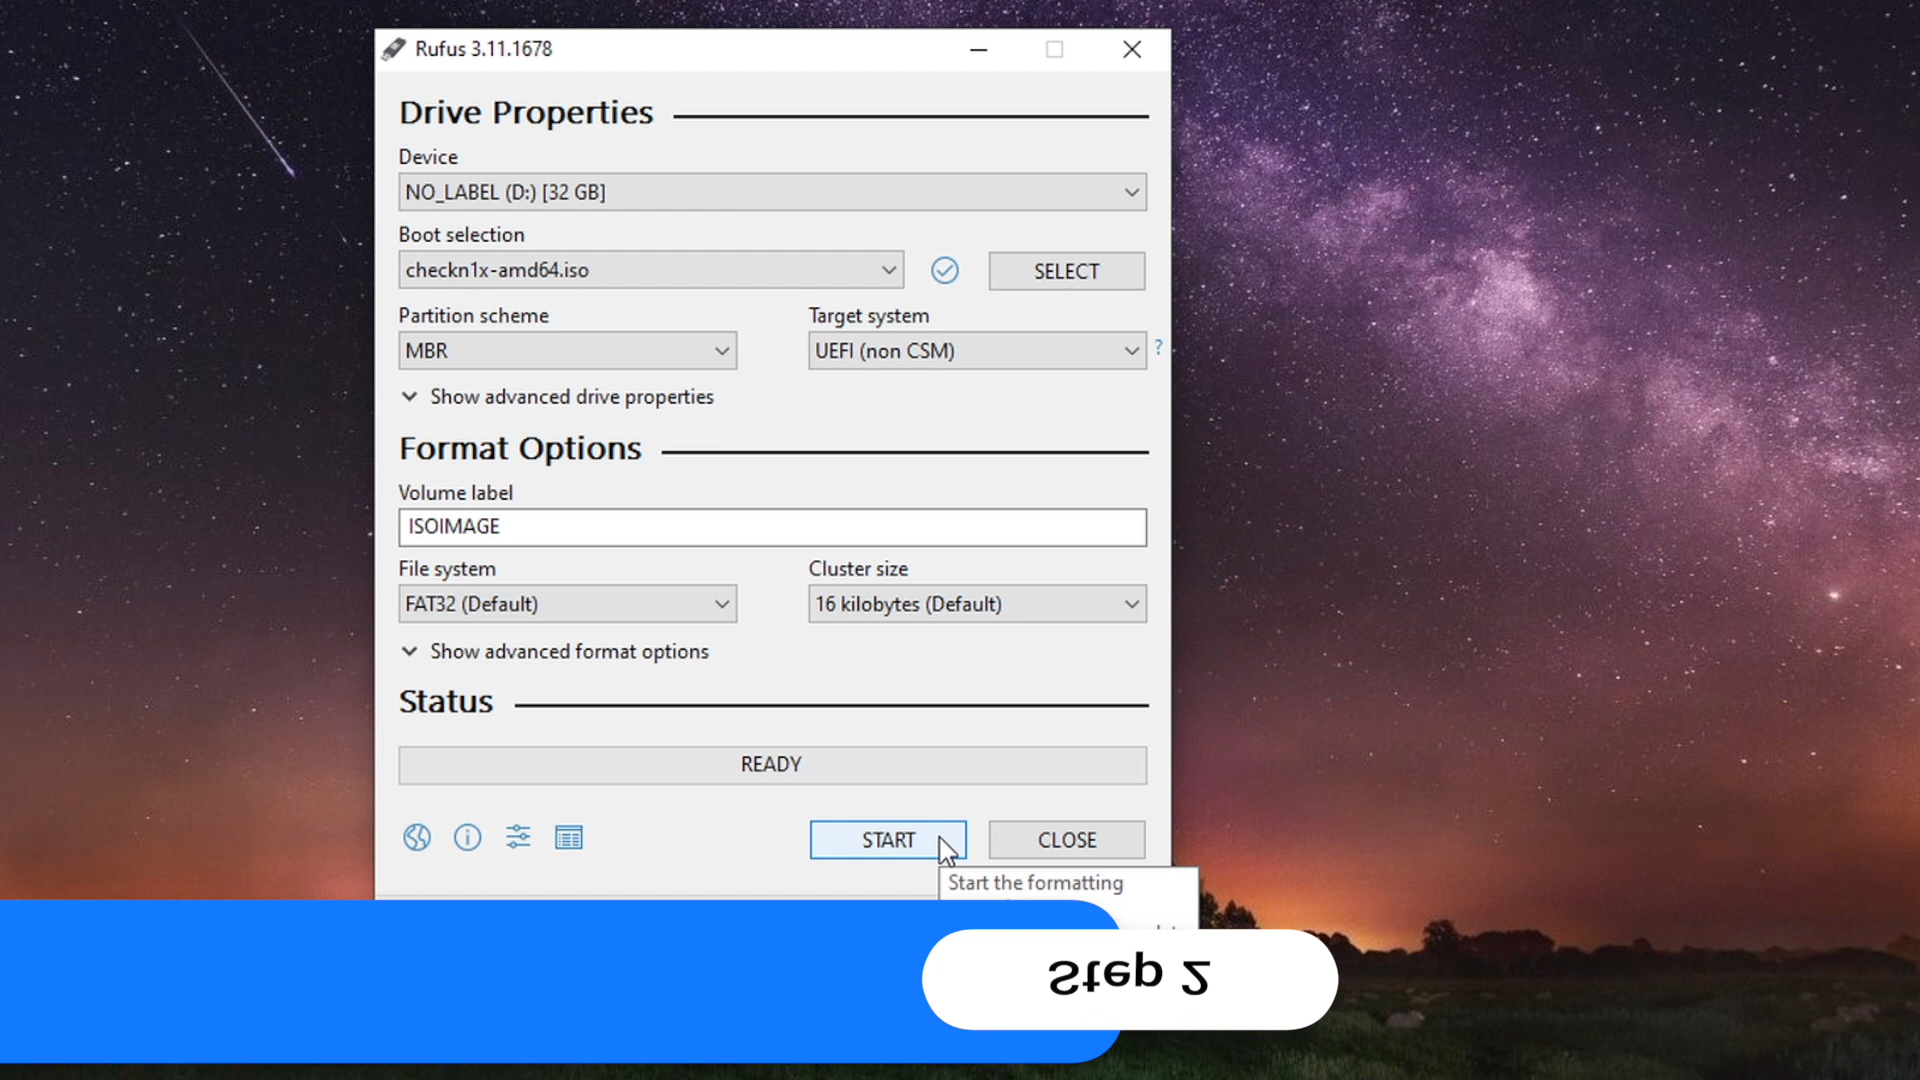 Rufus 3.11.1678
Drive Properties
Device
NO_LABEL (D:) [32 GB]
Boot selection
checkn1x-amd64.iso
SELECT
Partition scheme
Target system
MBR
UEFI (non CSM)
?
Show advanced drive properties
Format Options
Volume label
ISOIMAGE
File system
Cluster size
FAT32 (Default)
16 kilobytes (Default)
Show advanced format options
Status
READY
START
CLOSE
Start the formatting
Step 2